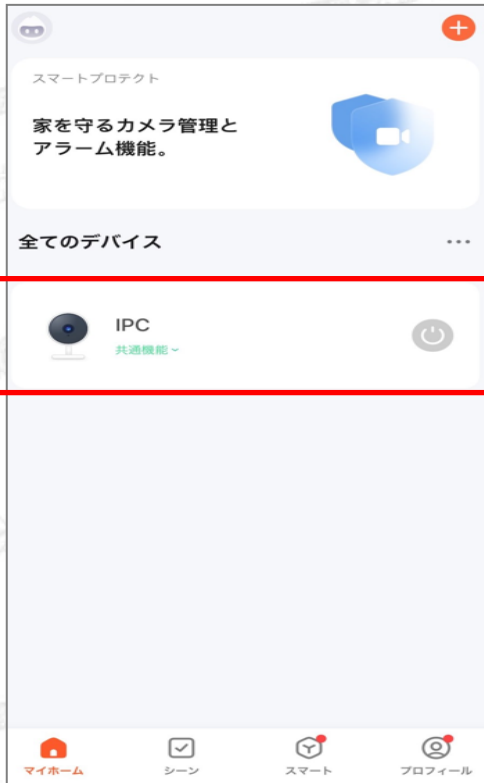 スマートプロテクト
家を守るカメラ管理と
アラーム機能。
全てのデバイス
IPC
共通機能
マイホーム
シーン
スマート
プロフィール